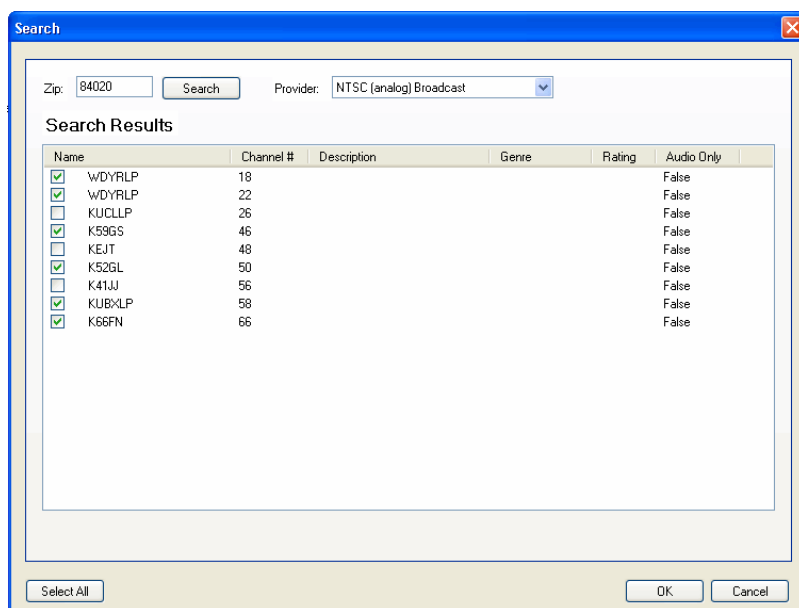 Search
Zip: 84020 Search Provider: NTSC (analog) Broadcast
Search Results
Name Channel # Description Genre Rating Audio Only
WDYRLP 18 False
WDYRLP 22 False
KUCLLP 26 False
K59GS 46 False
KEJT 48 False
K52GL 50 False
K41JJ 56 False
KUBXLP 58 False
K66FN 66 False
Select All OK Cancel